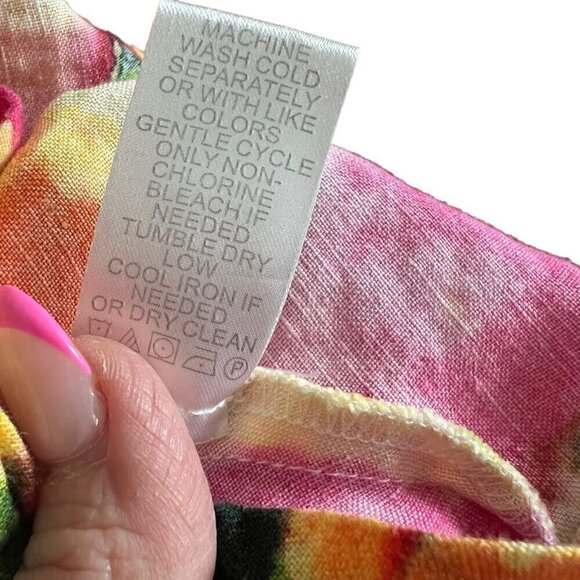 MACHINE
WASH COLD
SEPARATELY
OR WITH LIKE
COLORS
GENTLE CYCLE
ONLY NON-
CHLORINE
BLEACH IF
NEEDED
TUMBLE DRY
LOW
COOL IRON IF
NEEDED
OR DRY CLEAN
P